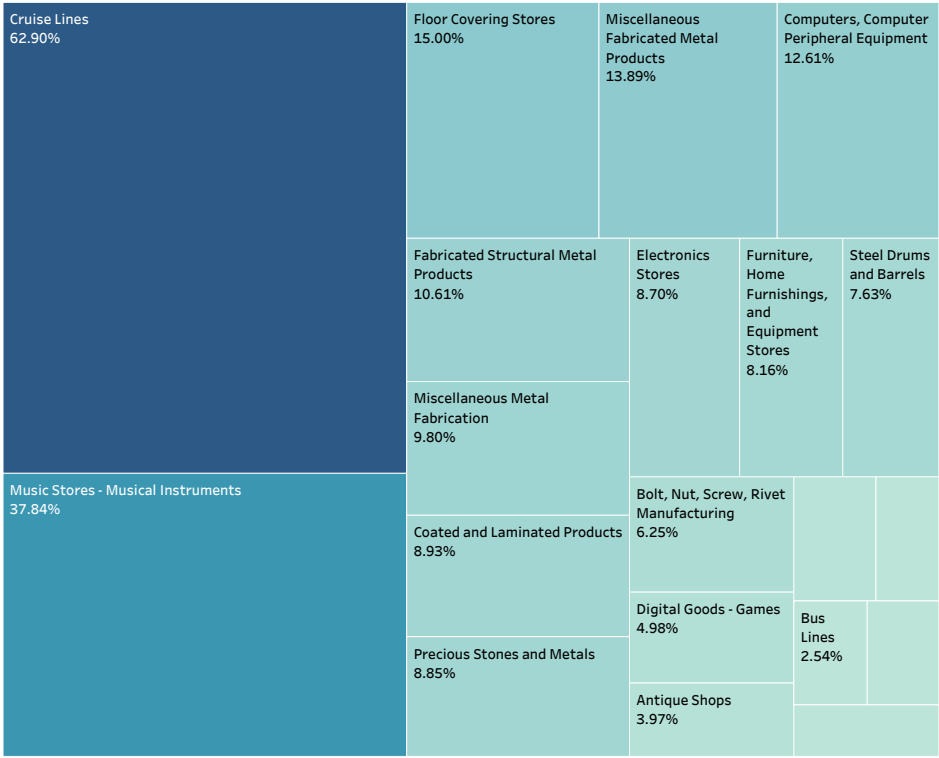 Cruise Lines
62.90%
Floor Covering Stores
15.00%
Miscellaneous
Fabricated Metal
Products
13.89%
Computers, Computer
Peripheral Equipment
12.61%
Fabricated Structural Metal
Products
10.61%
Electronics
Stores
8.70%
Furniture,
Home
Furnishings,
and
Equipment
Stores
8.16%
Steel Drums
and Barrels
7.63%
Miscellaneous Metal
Fabrication
9.80%
Music Stores - Musical Instruments
37.84%
Bolt, Nut, Screw, Rivet
Manufacturing
6.25%
Coated and Laminated Products
8.93%
Digital Goods - Games
4.98%
Bus
Lines
2.54%
Precious Stones and Metals
8.85%
Antique Shops
3.97%